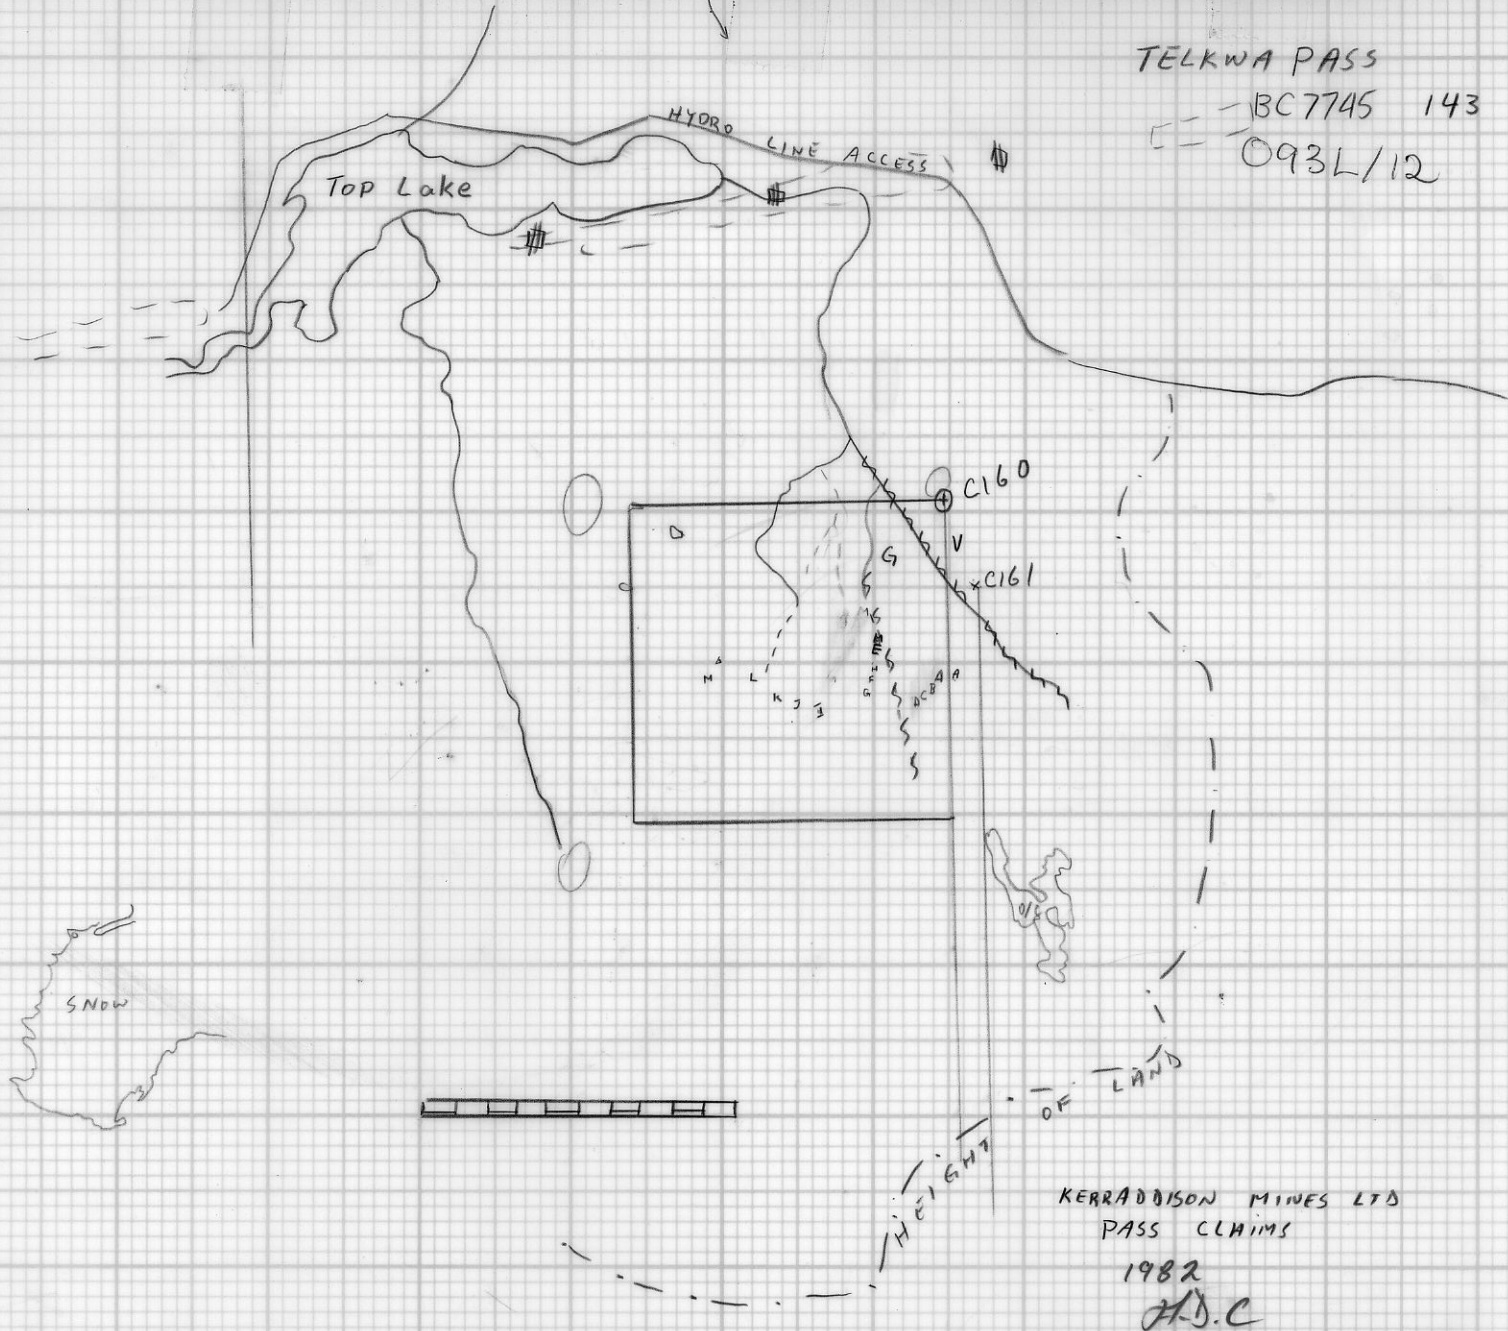 TELKWA PASS
BC7745 143
093L/12
HYDRO LINE ACCESS
Top Lake
C160
G
V
C161
M
L
K
J
A C B A A
O/C
SNOW
HEIGHT OF LAND
KERRADDISON MINES LTD
PASS CLAIMS
1982
H.D.C